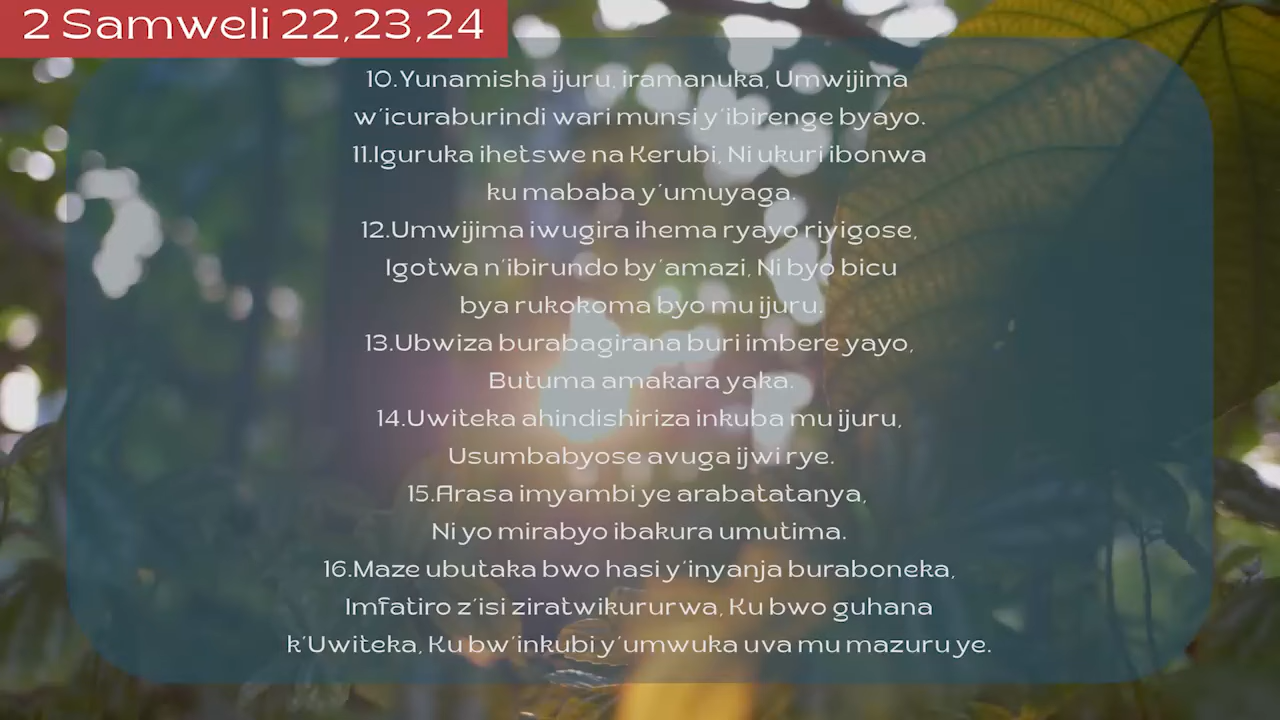 2 Samweli 22,23,24
10.Yunamisha ijuru, iramanuka, Umwijima
w'icuraburindi wari munsi y'ibirenge byayo.
11.Iguruka ihetswe na Kerubi, Ni ukuri ibonwa
ku mababa y'umuyaga.
12.Umwijima iwugira ihema ryayo riyigose,
Igotwa n'ibirundo by'amazi, Ni byo bicu
bya rukokoma byo mu ijuru.
13.Ubwiza burabagirana buri imbere yayo,
Butuma amakara yaka.
14.Uwiteka ahindishiriza inkuba mu ijuru,
Usumbabyose avuga ijwi rye.
15.Arasa imyambi ye arabatatanya,
Ni yo mirabyo ibakura umutima.
16.Maze ubutaka bwo hasi y'inyanja buraboneka,
Imfatiro z'isi ziratwikururwa, Ku bwo guhana
k'Uwiteka, Ku bw'inkubi y'umwuka uva mu mazuru ye.